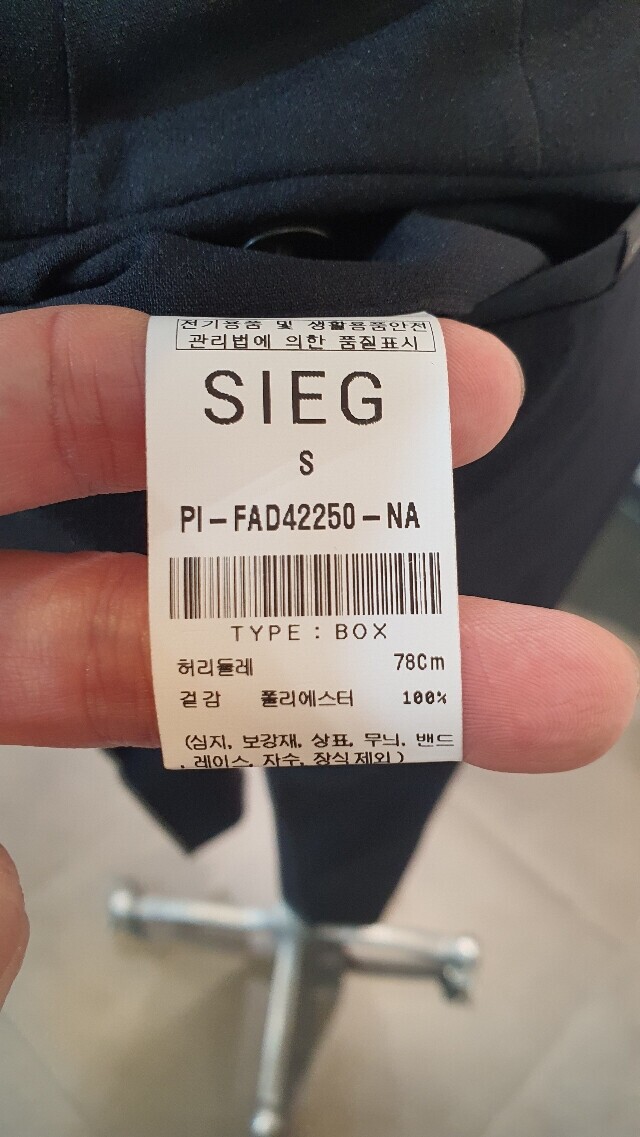 전기용품 및 생활용품안전
관리법에 의한 품질표시
SIEG
S
PI-FAD42250-NA
TYPE : BOX
허리둘레 78Cm
겉감 폴리에스터 100%
(심지, 보강재, 상표, 무늬, 밴드
, 레이스, 자수, 장식제외)